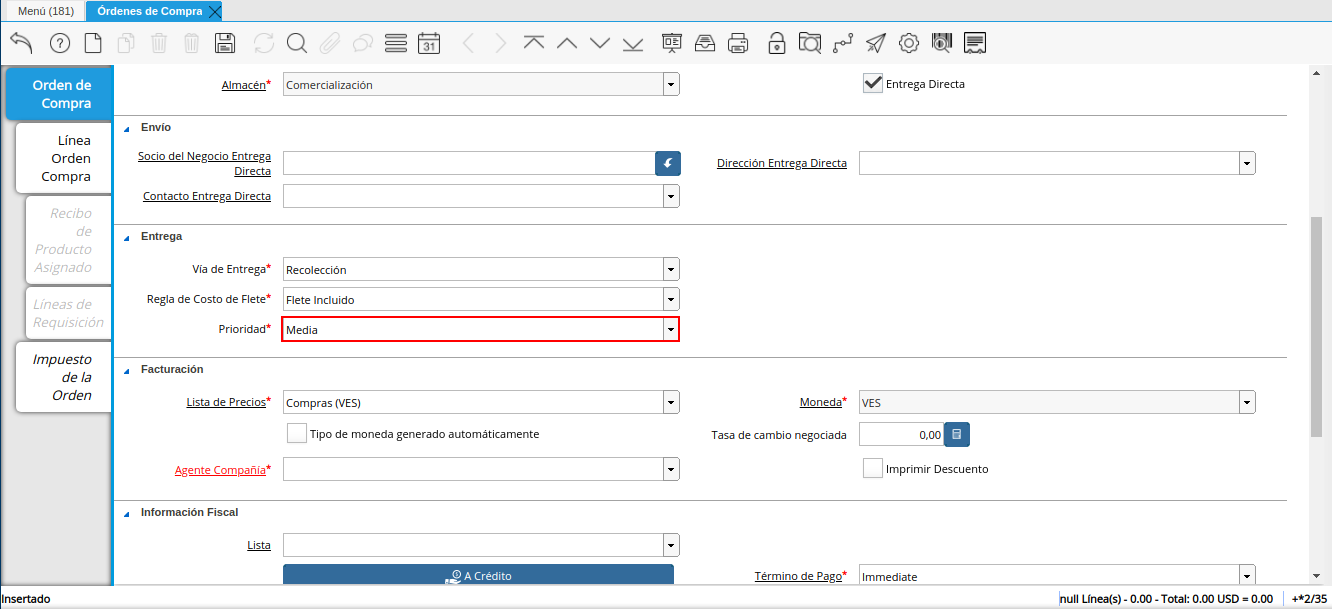 Menú (181)
Órdenes de Compra
31
Orden de
Compra
Línea
Orden
Compra
Recibo
de
Producto
Asignado
Líneas de
Requisición
Impuesto
de la
Orden
Almacén* Comercialización
Entrega Directa
Envío
Socio del Negocio Entrega
Directa
Dirección Entrega Directa
Contacto Entrega Directa
Entrega
Vía de Entrega* Recolección
Regla de Costo de Flete* Flete Incluido
Prioridad* Media
Facturación
Lista de Precios* Compras (VES)
Moneda* VES
Tipo de moneda generado automáticamente
Tasa de cambio negociada 0,00
Agente Compañía*
Imprimir Descuento
Información Fiscal
Lista
A Crédito
Término de Pago* Immediate
Insertado
null Línea(s) - 0.00 - Total: 0.00 USD = 0.00
+*2/35